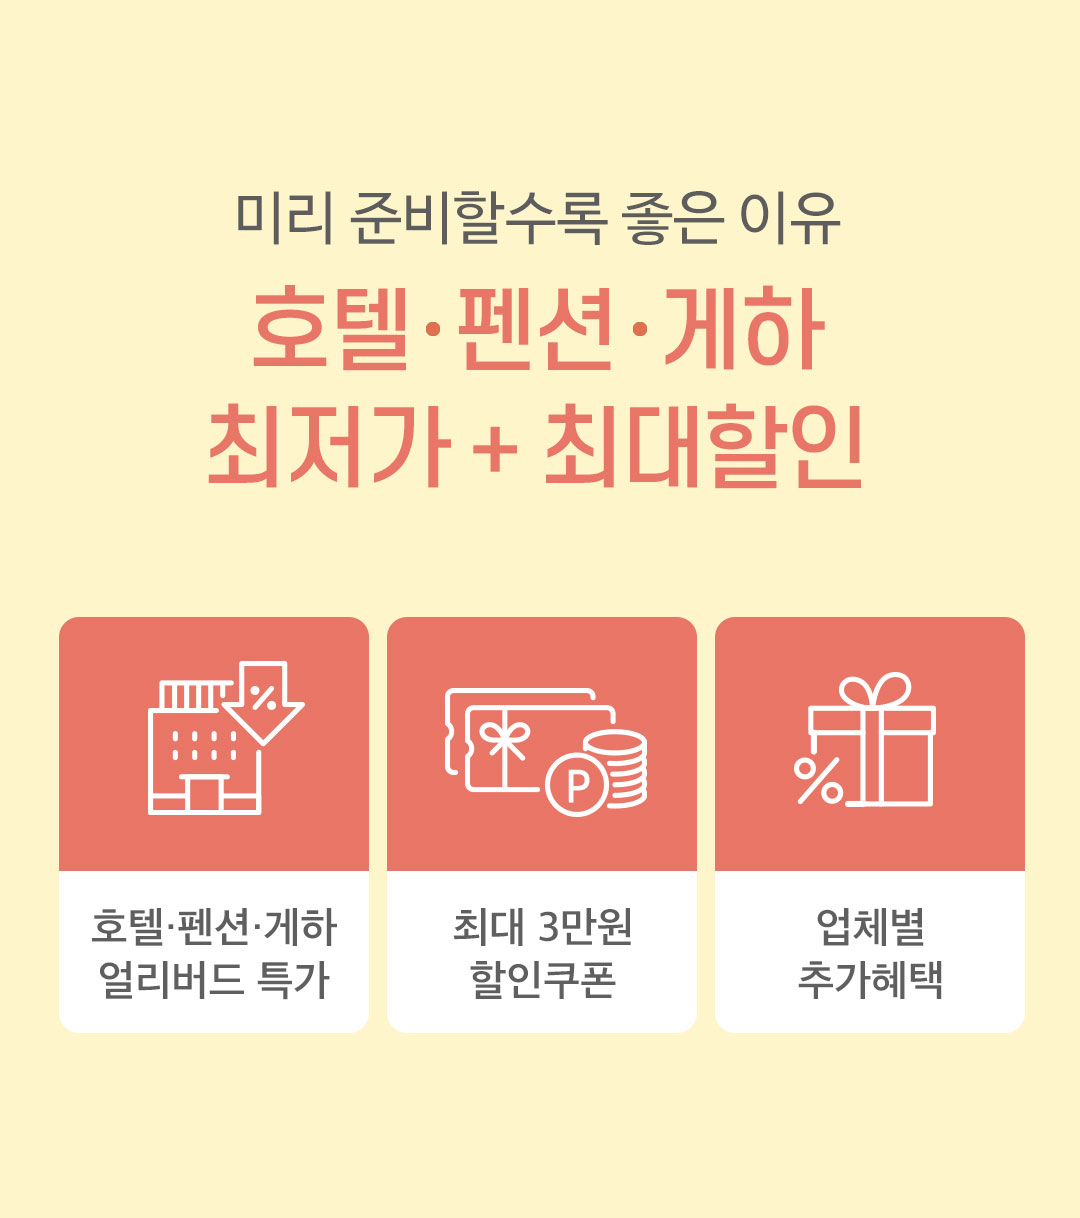 미리 준비할수록 좋은 이유
호텔·펜션·게하
최저가 + 최대할인
%
P
%
호텔·펜션·게하
얼리버드 특가
최대 3만원
할인쿠폰
업체별
추가혜택